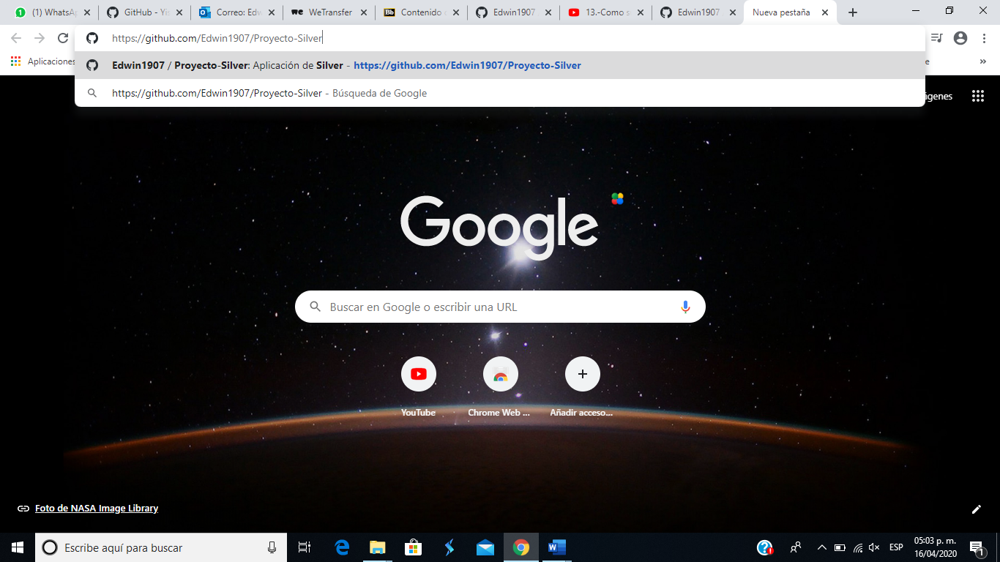 (1) WhatsA
GitHub - Yis
Correo: Edw
WeTransfer
Bb
Contenido
Edwin1907
13.-Como s
Edwin1907
Nueva pestaña
https://github.com/Edwin1907/Proyecto-Silver
Edwin1907 / Proyecto-Silver: Aplicación de Silver - https://github.com/Edwin1907/Proyecto-Silver
https://github.com/Edwin1907/Proyecto-Silver - Búsqueda de Google
Aplicaciones
e
ágenes
Google
Buscar en Google o escribir una URL
YouTube
Chrome Web ...
Añadir acceso...
Foto de NASA Image Library
Escribe aquí para buscar
ESP
05:03 p. m.
16/04/2020
1